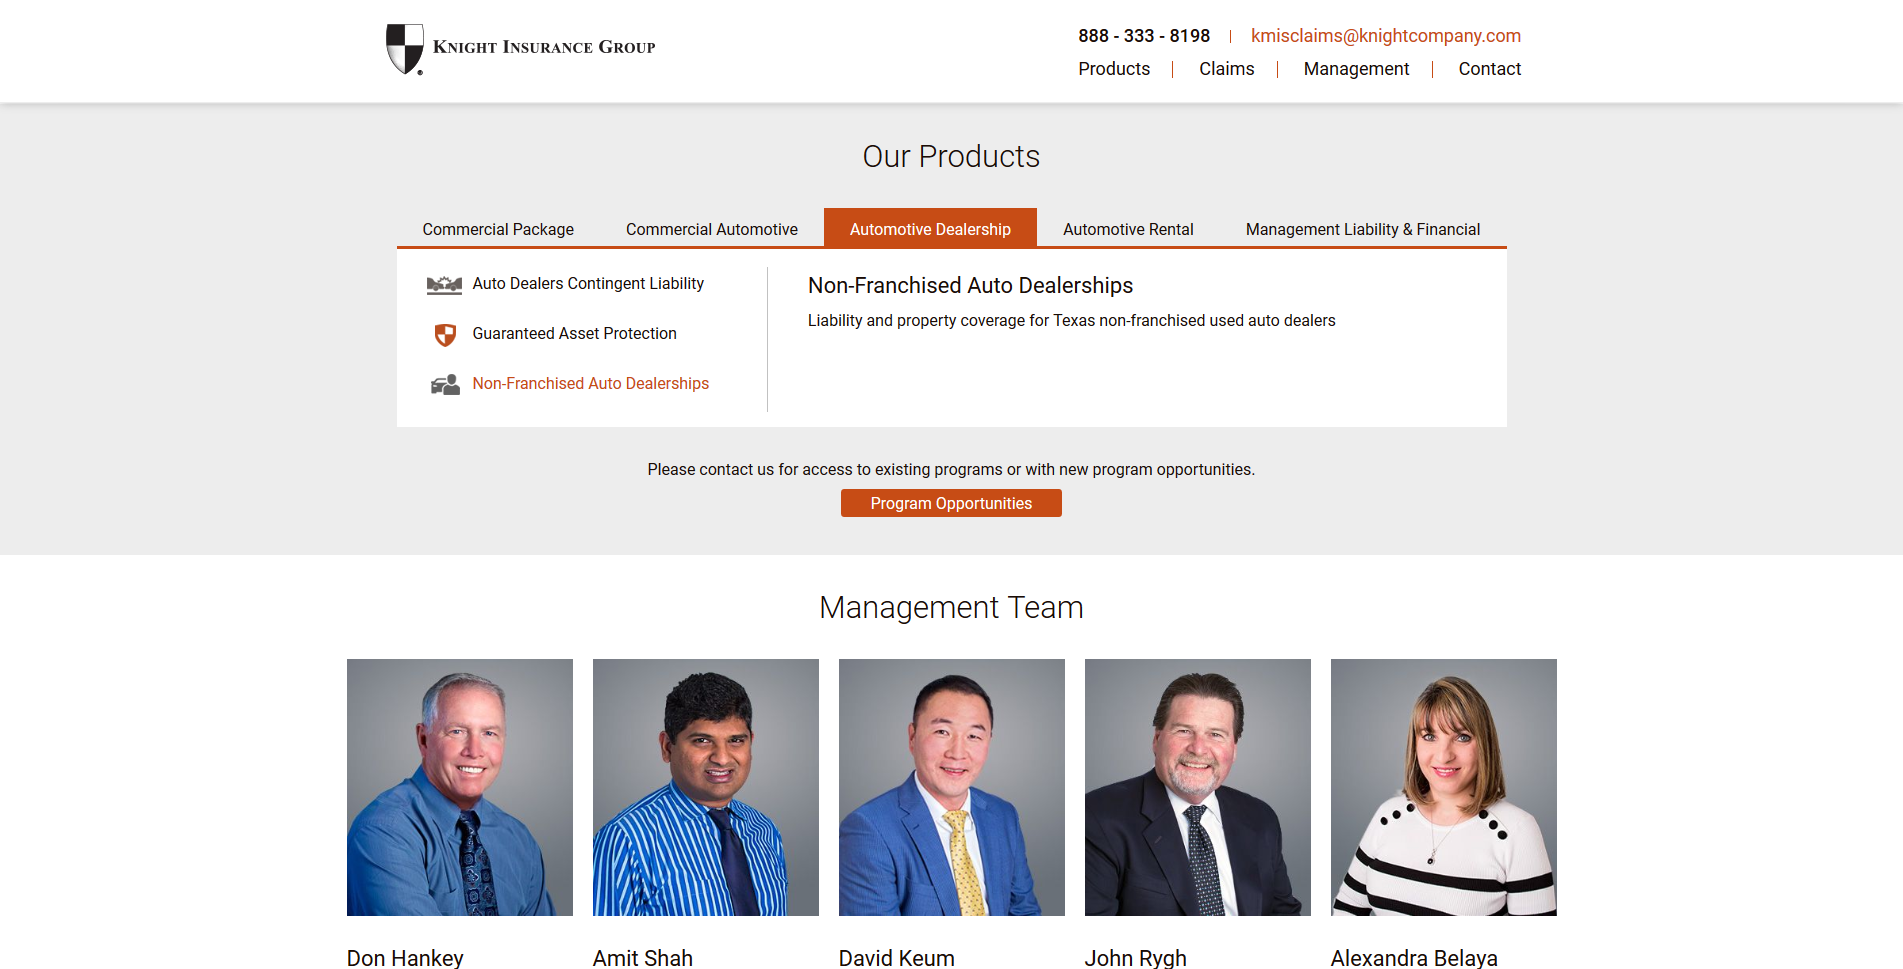 KNIGHT INSURANCE GROUP
888 - 333 - 8198 | kmisclaims@knightcompany.com
Products | Claims | Management | Contact
Our Products
Commercial Package Commercial Automotive Automotive Dealership Automotive Rental Management Liability & Financial
Auto Dealers Contingent Liability
Guaranteed Asset Protection
Non-Franchised Auto Dealerships
Non-Franchised Auto Dealerships
Liability and property coverage for Texas non-franchised used auto dealers
Please contact us for access to existing programs or with new program opportunities.
Program Opportunities
Management Team
Don Hankey Amit Shah David Keum John Rygh Alexandra Belaya